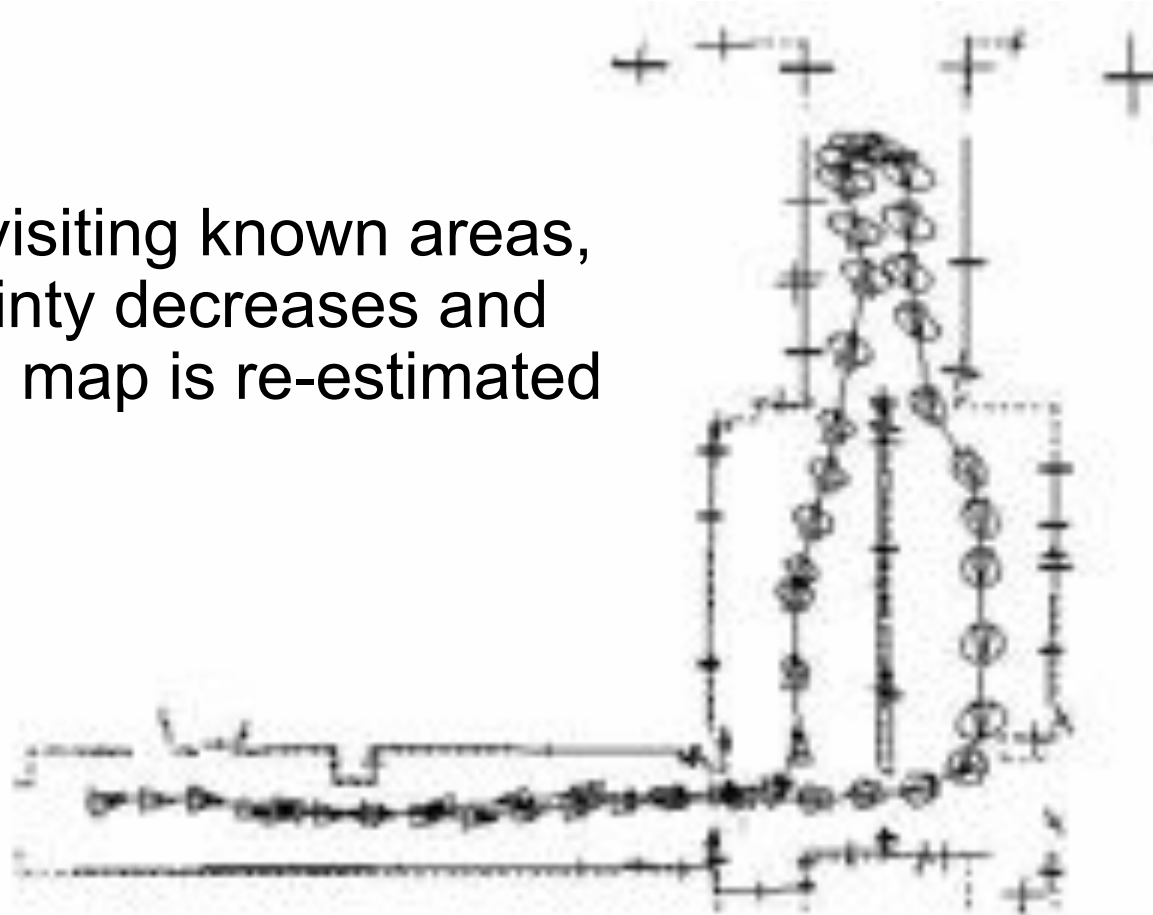 visiting known areas,
inty decreases and
map is re-estimated